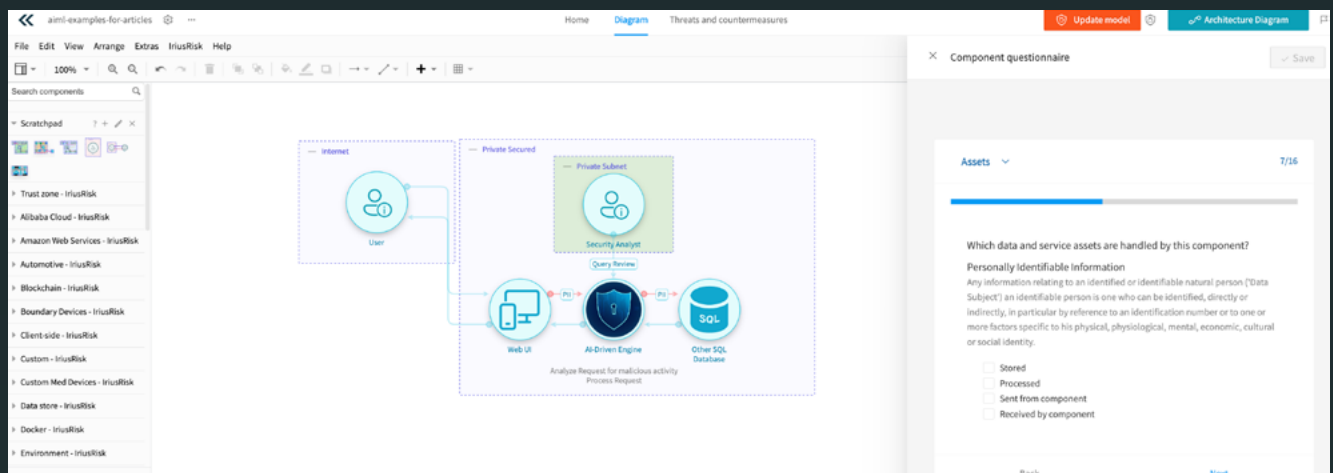 aiml-examples-for-articles
Home Diagram Threats and countermeasures
Update model
Architecture Diagram
File Edit View Arrange Extras IriusRisk Help
100%
Search components
Scratchpad
?
Trust zone - IriusRisk
Alibaba Cloud - IriusRisk
Amazon Web Services - IriusRisk
Automotive - IriusRisk
Blockchain - IriusRisk
Boundary Devices - IriusRisk
Client-side - IriusRisk
Custom - IriusRisk
Custom Med Devices - IriusRisk
Data store - IriusRisk
Docker - IriusRisk
Environment - IriusRisk
Internet
User
Private Secured
Private Subnet
Security Analyst
Query Review
PII
PII
SQL
Web UI
AI-Driven Engine
Other SQL
Database
Analyze Request for malicious activity
Process Request
Component questionnaire
Save
Assets
7/16
Which data and service assets are handled by this component?
Personally Identifiable Information
Any information relating to an identified or identifiable natural person ('Data
Subject') an identifiable person is one who can be identified, directly or
indirectly, in particular by reference to an identification number or to one or
more factors specific to his physical, physiological, mental, economic, cultural
or social identity.
Stored
Processed
Sent from component
Received by component